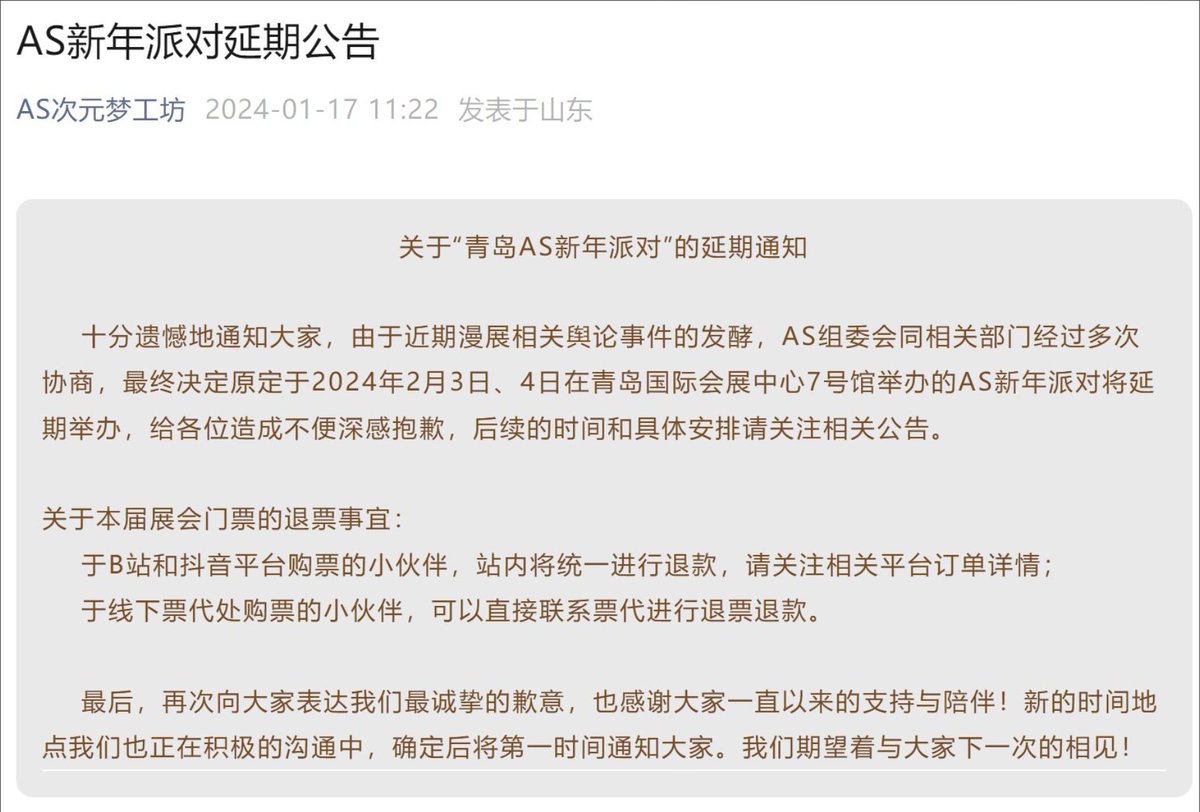 AS新年派对延期公告
AS次元梦工坊 2024-01-17 11:22 发表于山东
关于“青岛AS新年派对”的延期通知
十分遗憾地通知大家，由于近期漫展相关舆论事件的发酵，AS组委会同相关部门经过多次
协商，最终决定原定于2024年2月3日、4日在青岛国际会展中心7号馆举办的AS新年派对将延
期举办，给各位造成不便深感抱歉，后续的时间和具体安排请关注相关公告。
关于本届展会门票的退票事宜：
于B站和抖音平台购票的小伙伴，站内将统一进行退款，请关注相关平台订单详情；
于线下票代处购票的小伙伴，可以直接联系票代进行退票退款。
最后，再次向大家表达我们最诚挚的歉意，也感谢大家一直以来的支持与陪伴！新的时间地
点我们也正在积极的沟通中，确定后将第一时间通知大家。我们期望着与大家下一次的相见！